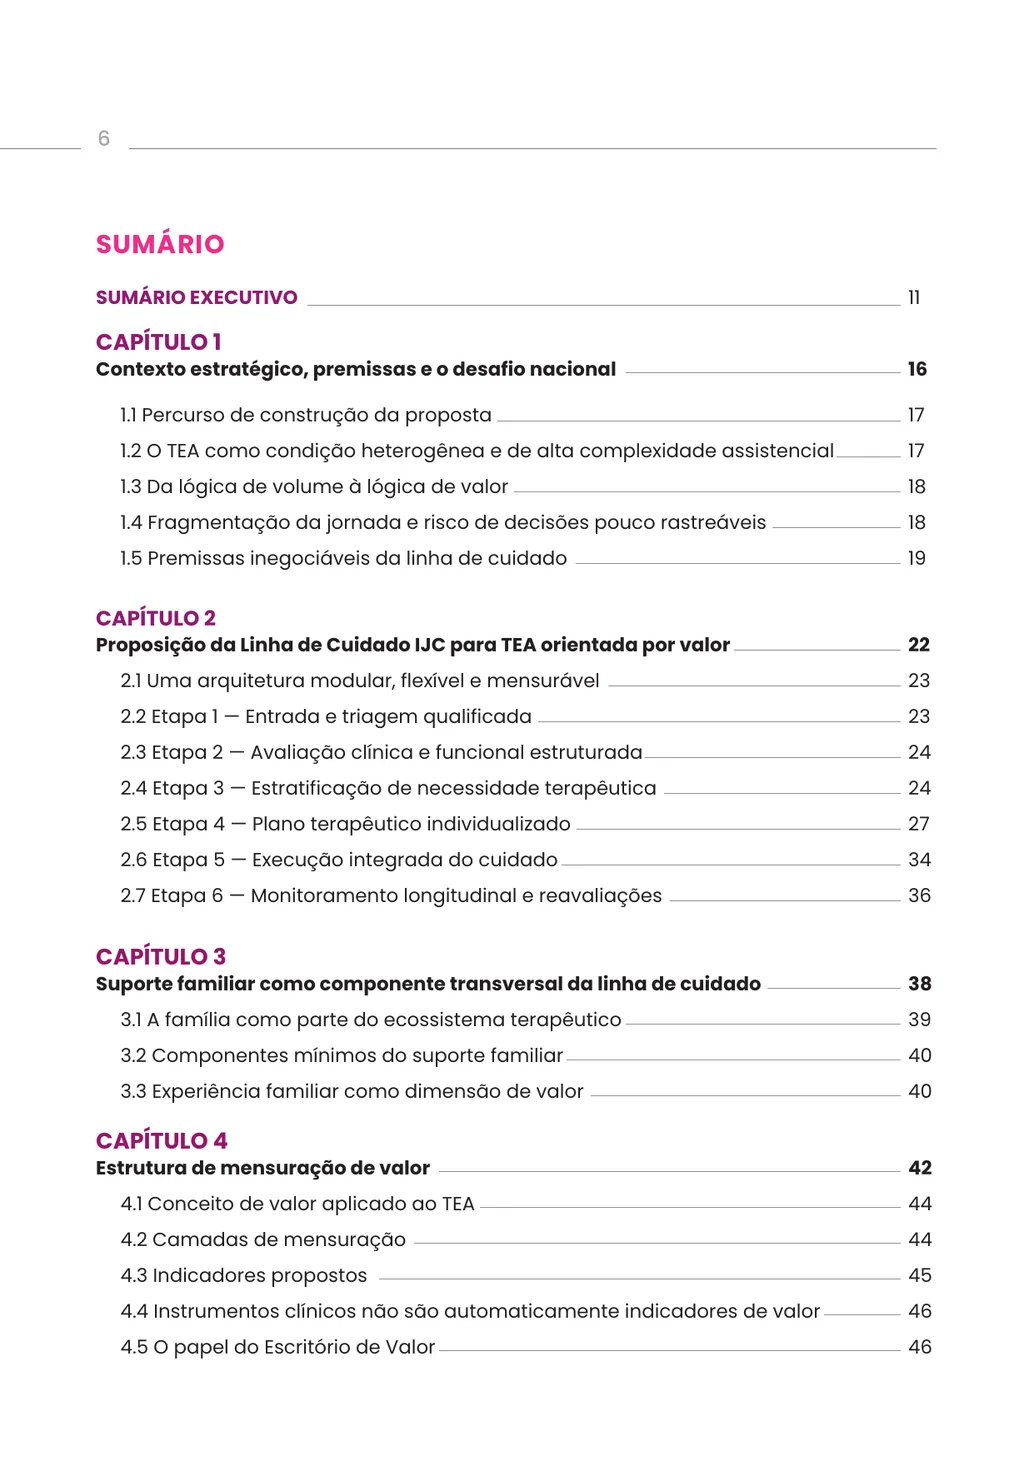 6
SUMÁRIO
SUMÁRIO EXECUTIVO 11
CAPÍTULO 1
Contexto estratégico, premissas e o desafio nacional 16
1.1 Percurso de construção da proposta 17
1.2 O TEA como condição heterogênea e de alta complexidade assistencial 17
1.3 Da lógica de volume à lógica de valor 18
1.4 Fragmentação da jornada e risco de decisões pouco rastreáveis 18
1.5 Premissas inegociáveis da linha de cuidado 19
CAPÍTULO 2
Proposição da Linha de Cuidado IJC para TEA orientada por valor 22
2.1 Uma arquitetura modular, flexível e mensurável 23
2.2 Etapa 1 — Entrada e triagem qualificada 23
2.3 Etapa 2 — Avaliação clínica e funcional estruturada 24
2.4 Etapa 3 — Estratificação de necessidade terapêutica 24
2.5 Etapa 4 — Plano terapêutico individualizado 27
2.6 Etapa 5 — Execução integrada do cuidado 34
2.7 Etapa 6 — Monitoramento longitudinal e reavaliações 36
CAPÍTULO 3
Suporte familiar como componente transversal da linha de cuidado 38
3.1 A família como parte do ecossistema terapêutico 39
3.2 Componentes mínimos do suporte familiar 40
3.3 Experiência familiar como dimensão de valor 40
CAPÍTULO 4
Estrutura de mensuração de valor 42
4.1 Conceito de valor aplicado ao TEA 44
4.2 Camadas de mensuração 44
4.3 Indicadores propostos 45
4.4 Instrumentos clínicos não são automaticamente indicadores de valor 46
4.5 O papel do Escritório de Valor 46